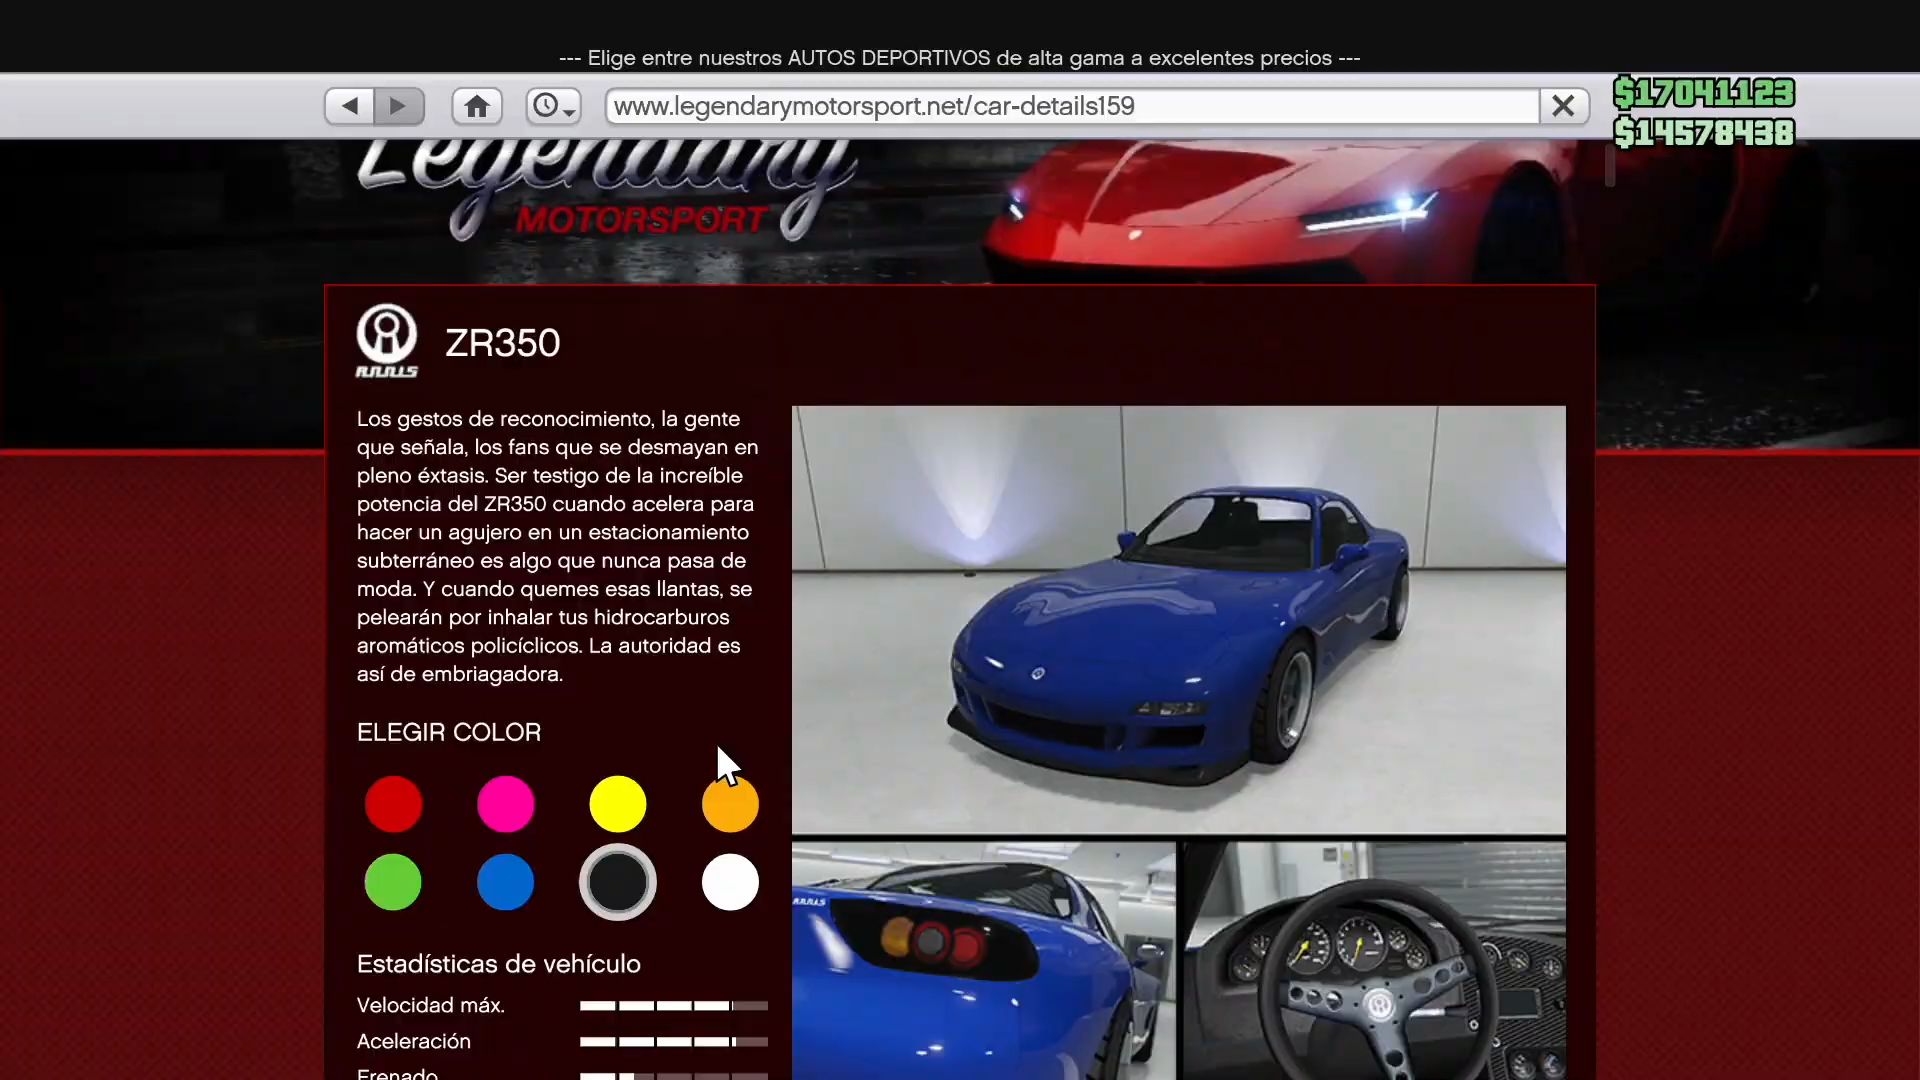 --- Elige entre nuestros AUTOS DEPORTIVOS de alta gama a excelentes precios ---
www.legendarymotorsport.net/car-details159
$17041123
$14578438
Legendary
MOTORSPORT
ANNIS
ZR350
Los gestos de reconocimiento, la gente
que señala, los fans que se desmayan en
pleno éxtasis. Ser testigo de la increíble
potencia del ZR350 cuando acelera para
hacer un agujero en un estacionamiento
subterráneo es algo que nunca pasa de
moda. Y cuando quemes esas llantas, se
pelearán por inhalar tus hidrocarburos
aromáticos policíclicos. La autoridad es
así de embriagadora.
ELEGIR COLOR
ANNIS
Estadísticas de vehículo
Velocidad máx.
Aceleración
Frenado